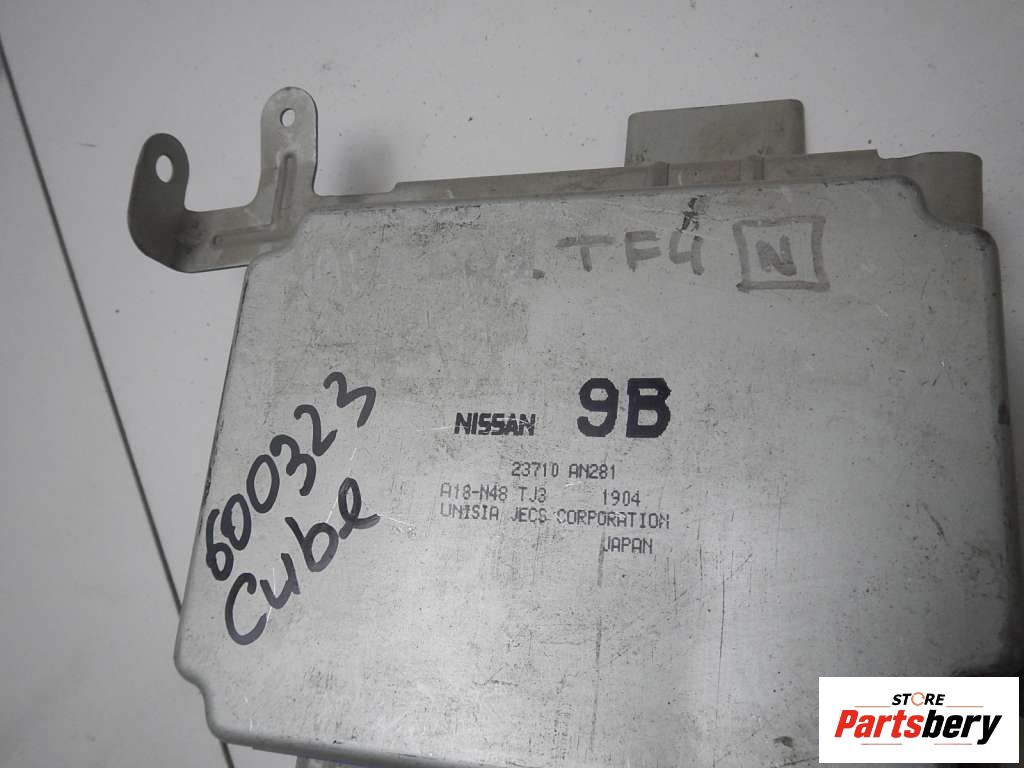 TF4 N
9B
NISSAN
23710 AN281
A18-N48 TJ3 1904
UNISIA JECS CORPORATION
JAPAN
600323
Cube
STORE
Partsbery